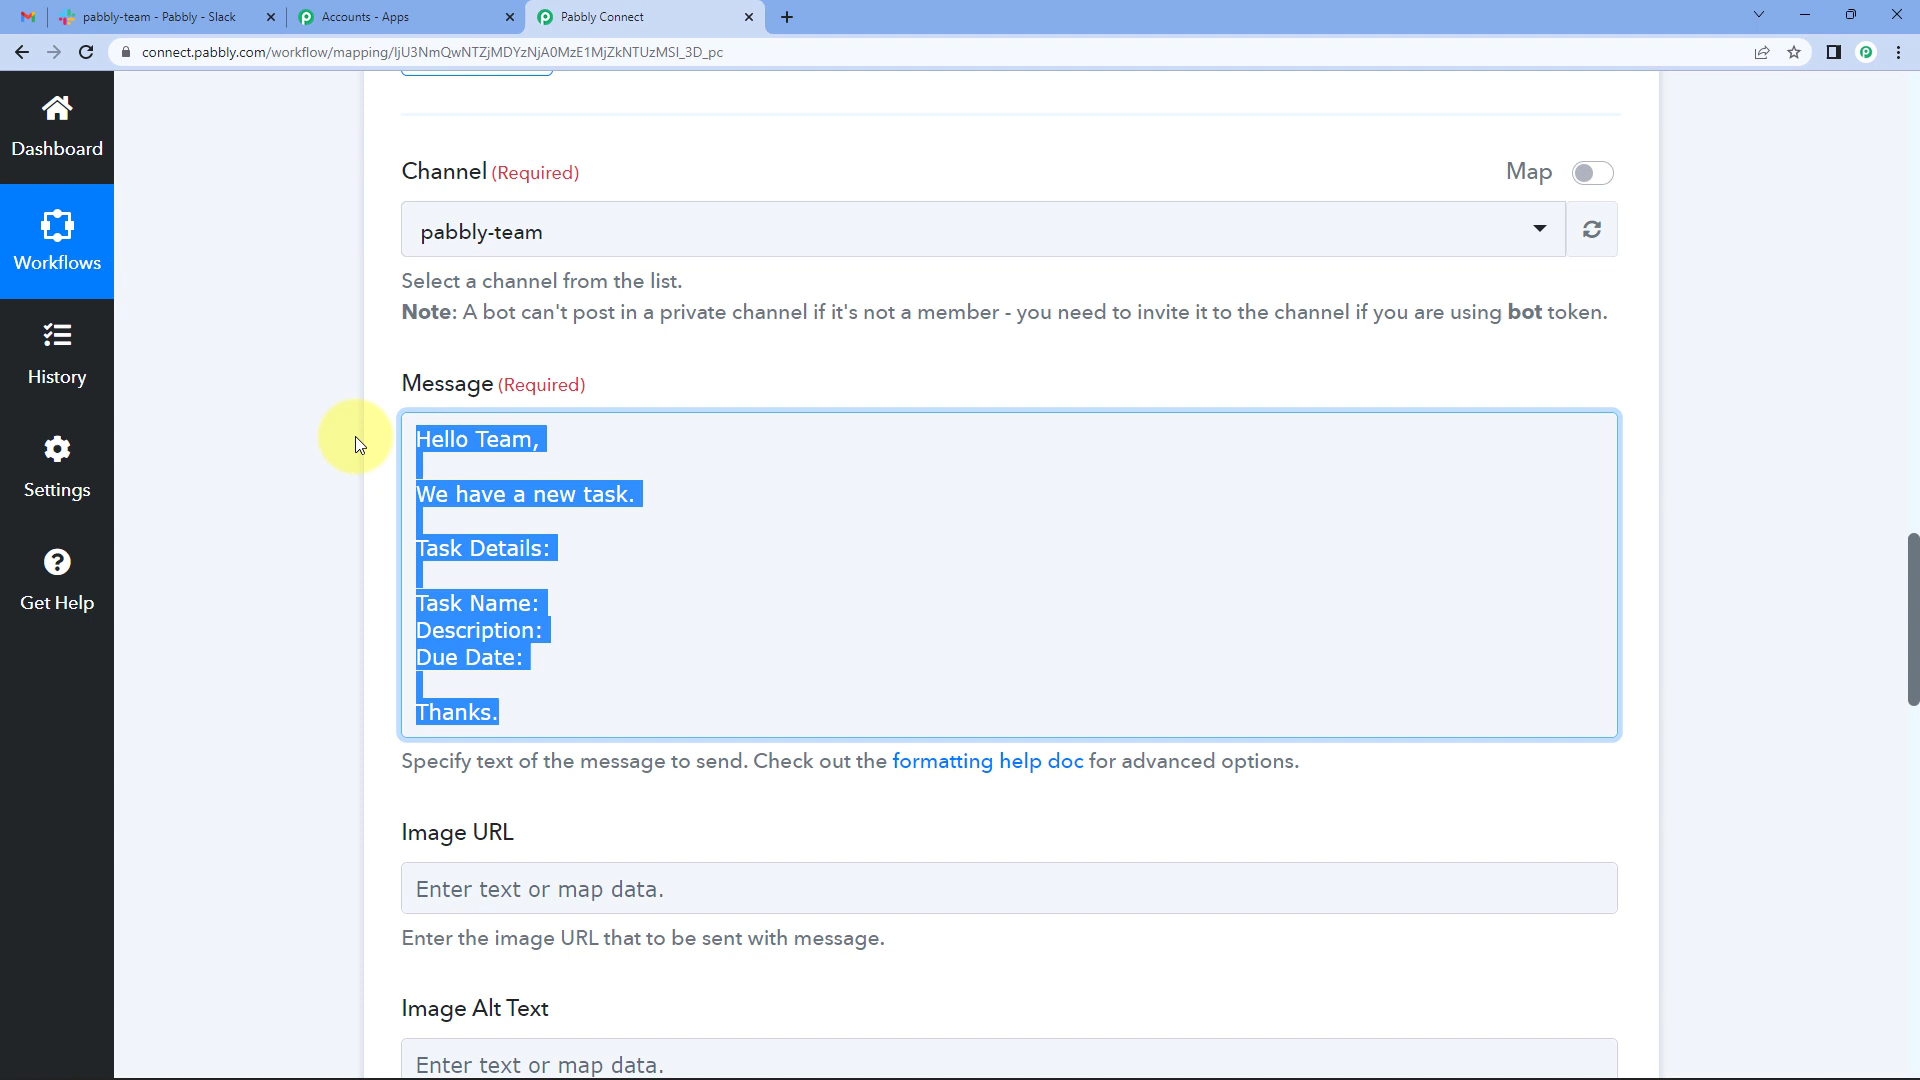 pabbly-team - Pabbly - Slack
Accounts - Apps
Pabbly Connect
connect.pabbly.com/workflow/mapping/IjU3NmQwNTZjMDYzNjA0MzE1MjZkNTUzMSI_3D_pc
Dashboard
Workflows
History
Settings
Get Help
Channel (Required)
Map
pabbly-team
Select a channel from the list.
Note: A bot can't post in a private channel if it's not a member - you need to invite it to the channel if you are using bot token.
Message (Required)
Hello Team,
We have a new task.
Task Details:
Task Name:
Description:
Due Date:
Thanks.
Specify text of the message to send. Check out the formatting help doc for advanced options.
Image URL
Enter text or map data.
Enter the image URL that to be sent with message.
Image Alt Text
Enter text or map data.